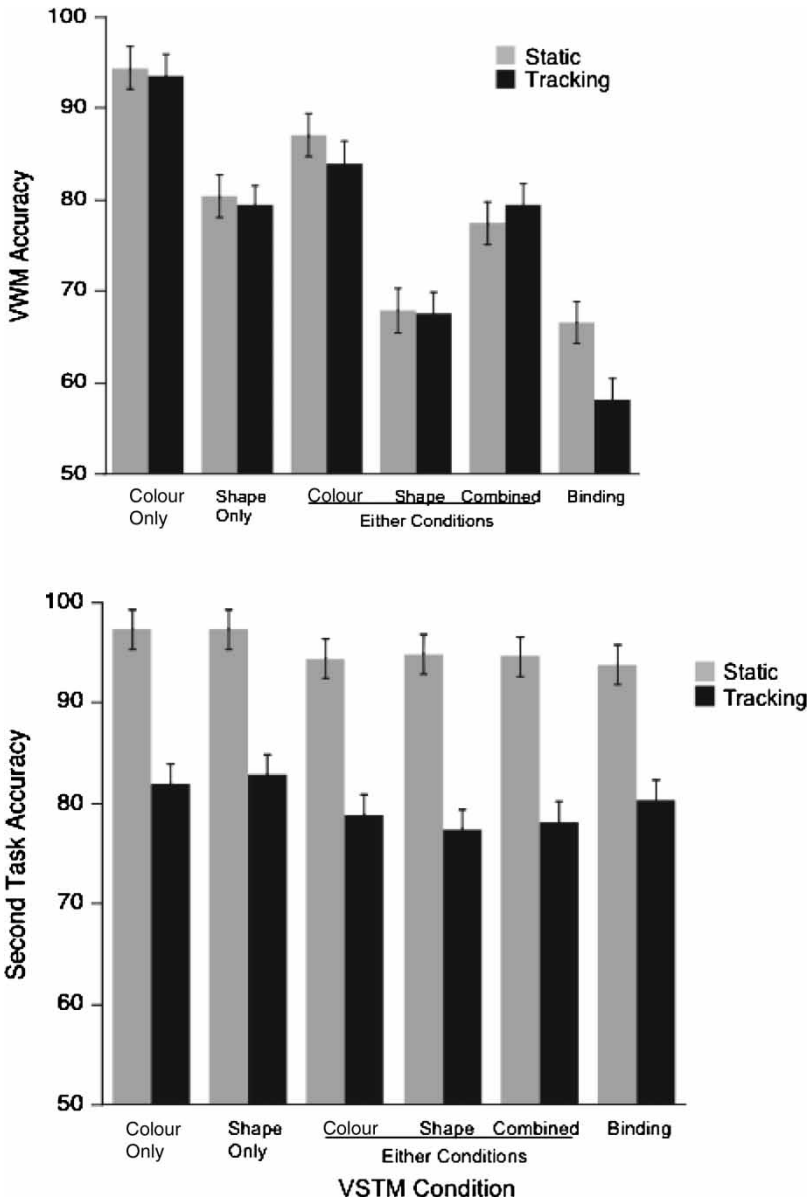 100
Static
Tracking
90
80
70
60
50
VWM Accuracy
Colour Only
Shape Only
Colour
Shape
Combined
Binding
Either Conditions
100
Static
Tracking
90
80
70
60
50
Second Task Accuracy
Colour Only
Shape Only
Colour
Shape
Combined
Binding
Either Conditions
VSTM Condition